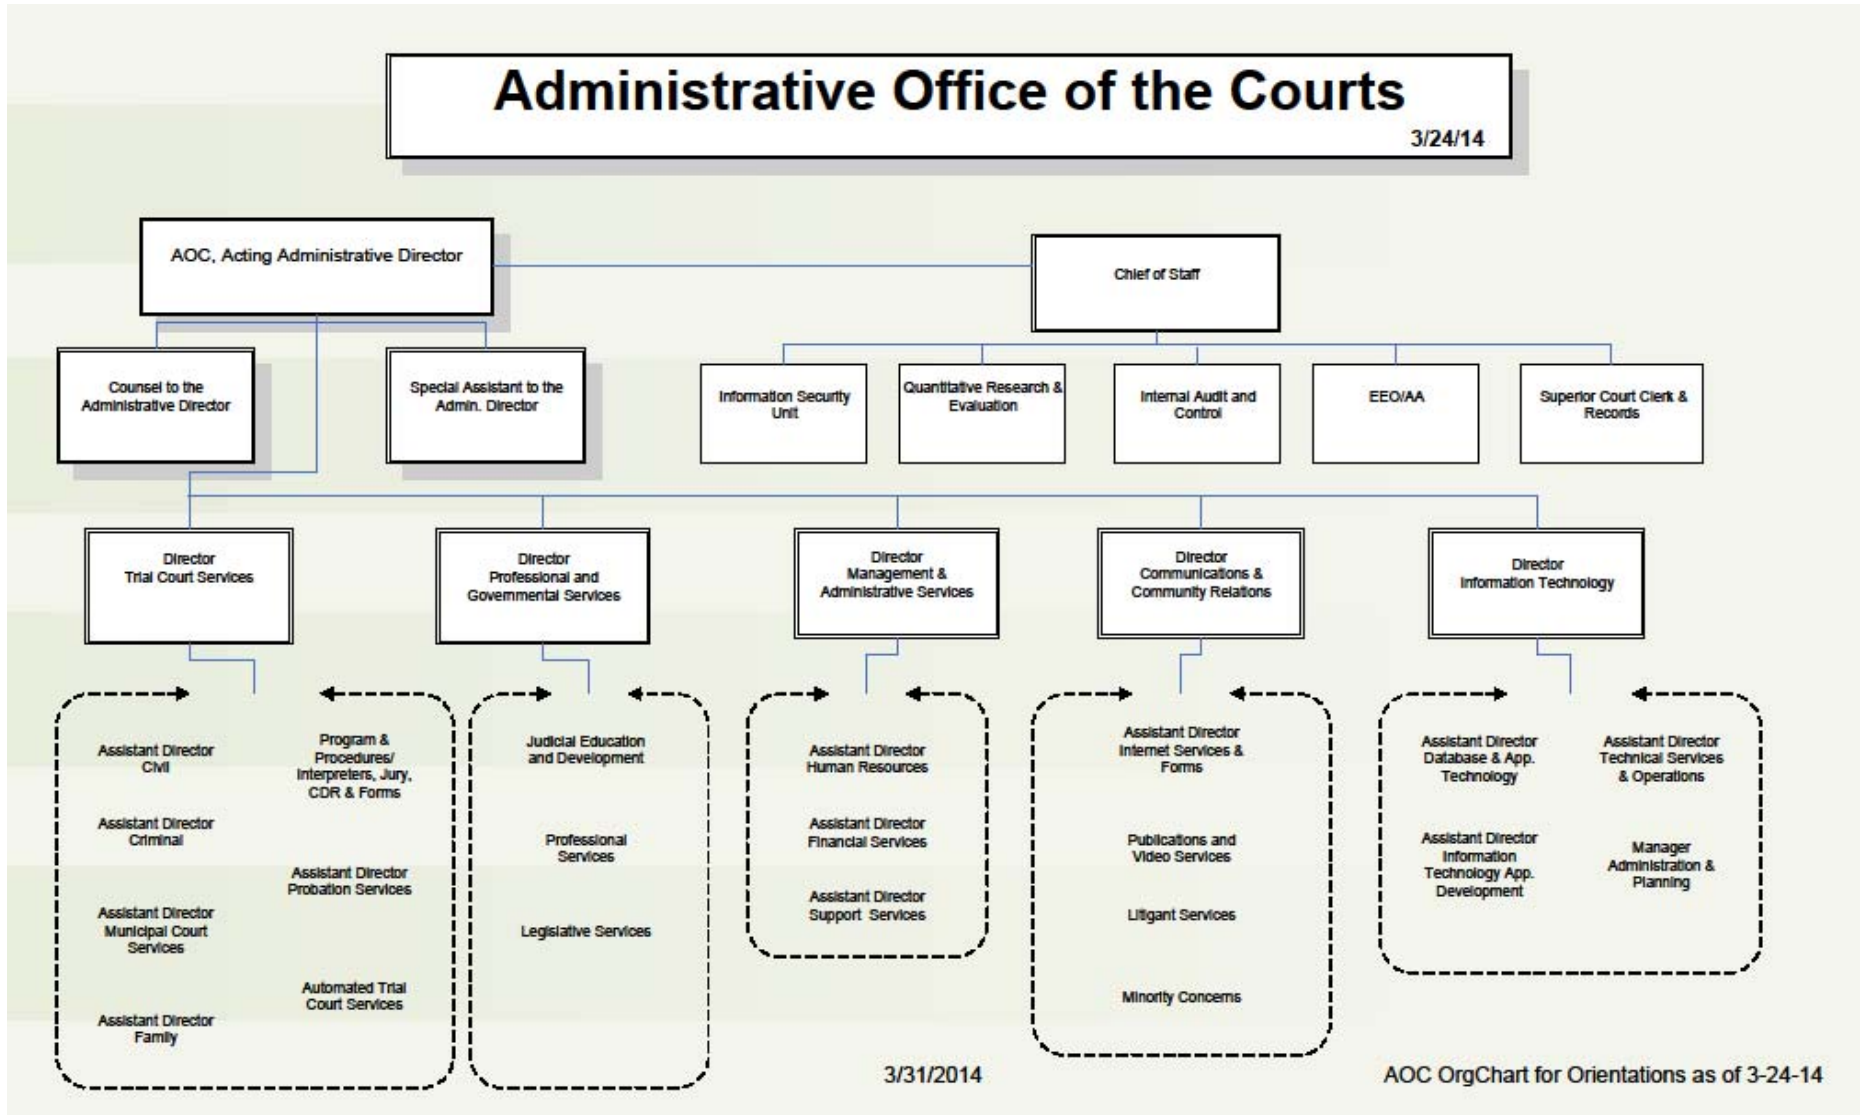 Administrative Office of the Courts
3/24/14
AOC, Acting Administrative Director
Chief of Staff
Counsel to the
Administrative Director
Special Assistant to the
Admin. Director
Information Security
Unit
Quantitative Research &
Evaluation
Internal Audit and
Control
EEO/AA
Superior Court Clerk &
Records
Director
Trial Court Services
Director
Professional and
Governmental Services
Director
Management &
Administrative Services
Director
Communications &
Community Relations
Director
Information Technology
Assistant Director
Civil
Assistant Director
Criminal
Assistant Director
Municipal Court
Services
Assistant Director
Family
Program &
Procedures/
Interpreters, Jury,
CDR & Forms
Assistant Director
Probation Services
Automated Trial
Court Services
Judicial Education
and Development
Professional
Services
Legislative Services
Assistant Director
Human Resources
Assistant Director
Financial Services
Assistant Director
Support Services
Assistant Director
Internet Services &
Forms
Publications and
Video Services
Litigant Services
Minority Concerns
Assistant Director
Database & App.
Technology
Assistant Director
Information
Technology App.
Development
Assistant Director
Technical Services
& Operations
Manager
Administration &
Planning
3/31/2014
AOC OrgChart for Orientations as of 3-24-14